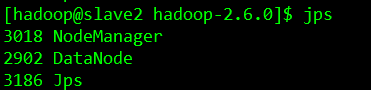 [hadoop@slave2 hadoop-2.6.0]$ jps
3018 NodeManager
2902 DataNode
3186 Jps